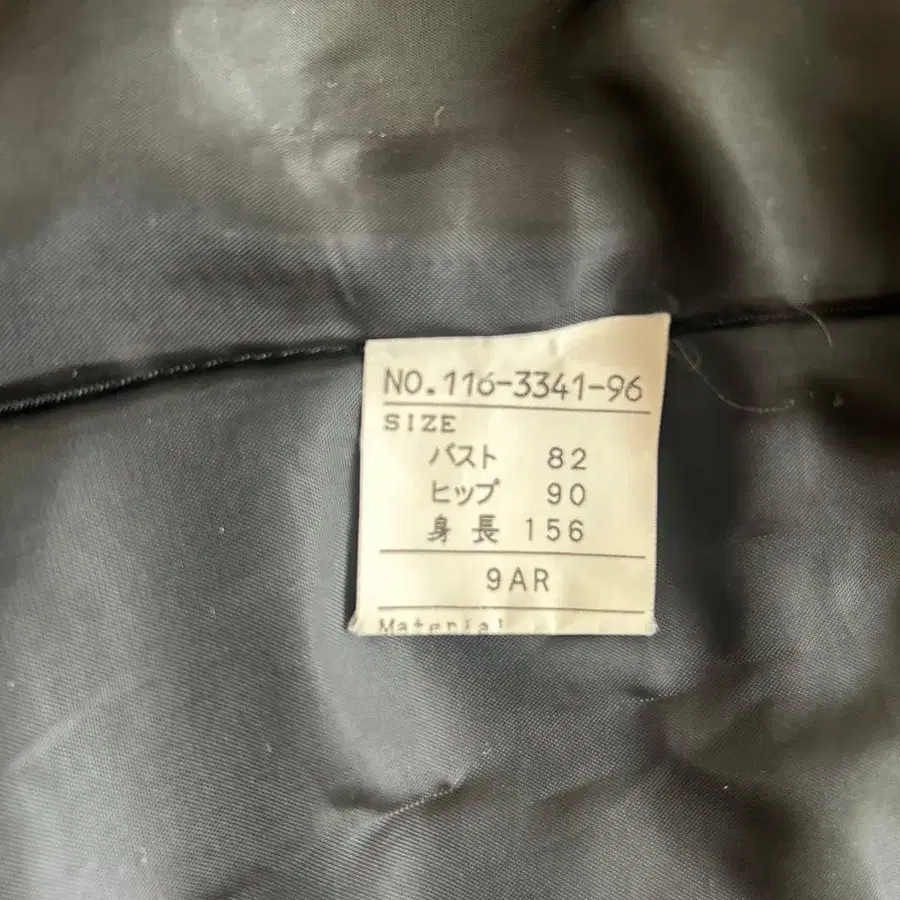 NO.116-3341-96
SIZE
バスト 82
ヒップ 90
身長 156
9AR
Material